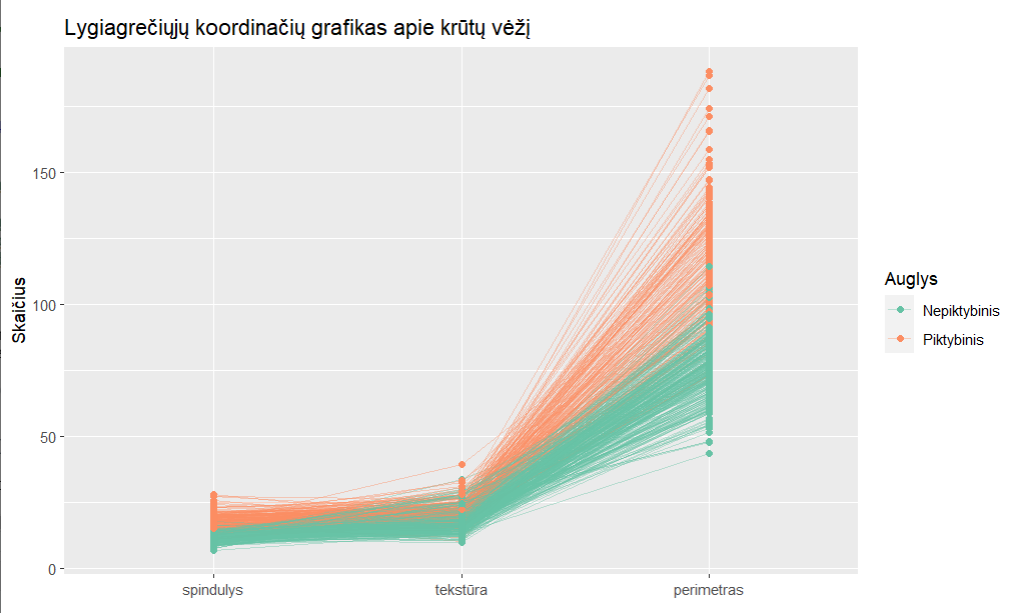 Lygiagrečiųjų koordinačių grafikas apie krūtų vėžį
Skaičius
150
100
50
0
spindulys
tekstūra
perimetras
Auglys
Nepiktybinis
Piktybinis